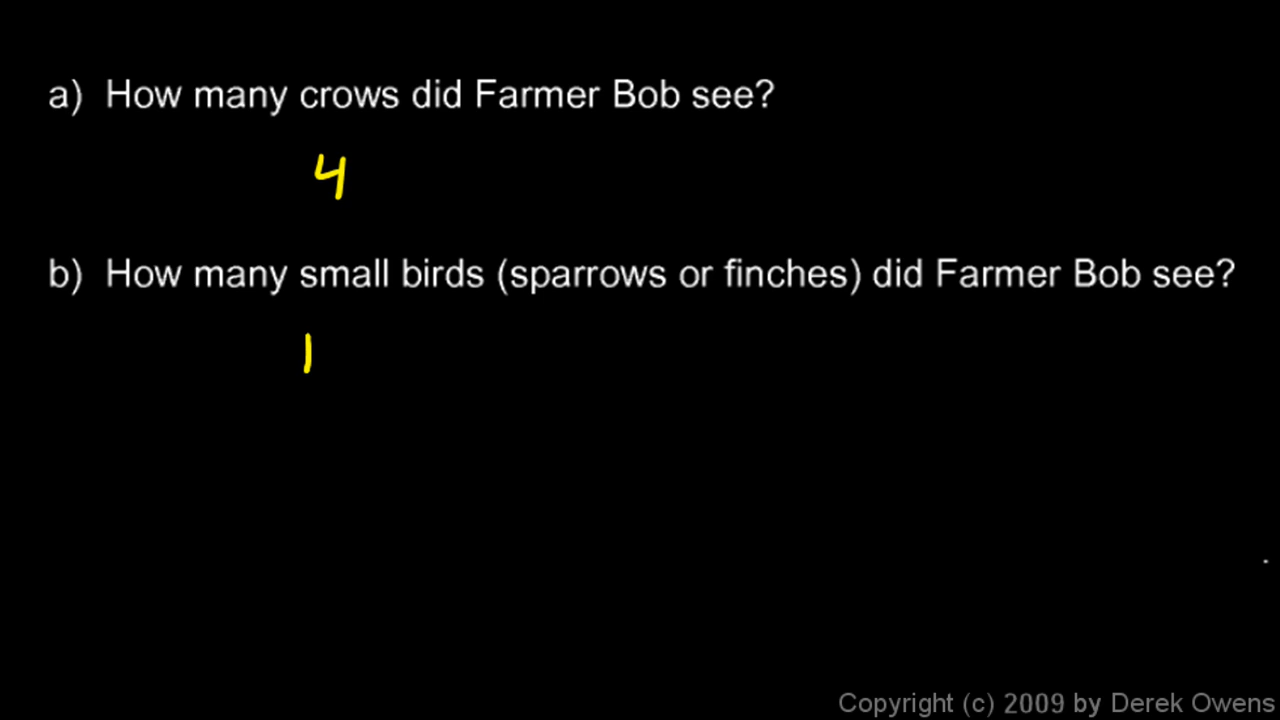 a) How many crows did Farmer Bob see?
4
b) How many small birds (sparrows or finches) did Farmer Bob see?
1
Copyright (c) 2009 by Derek Owens